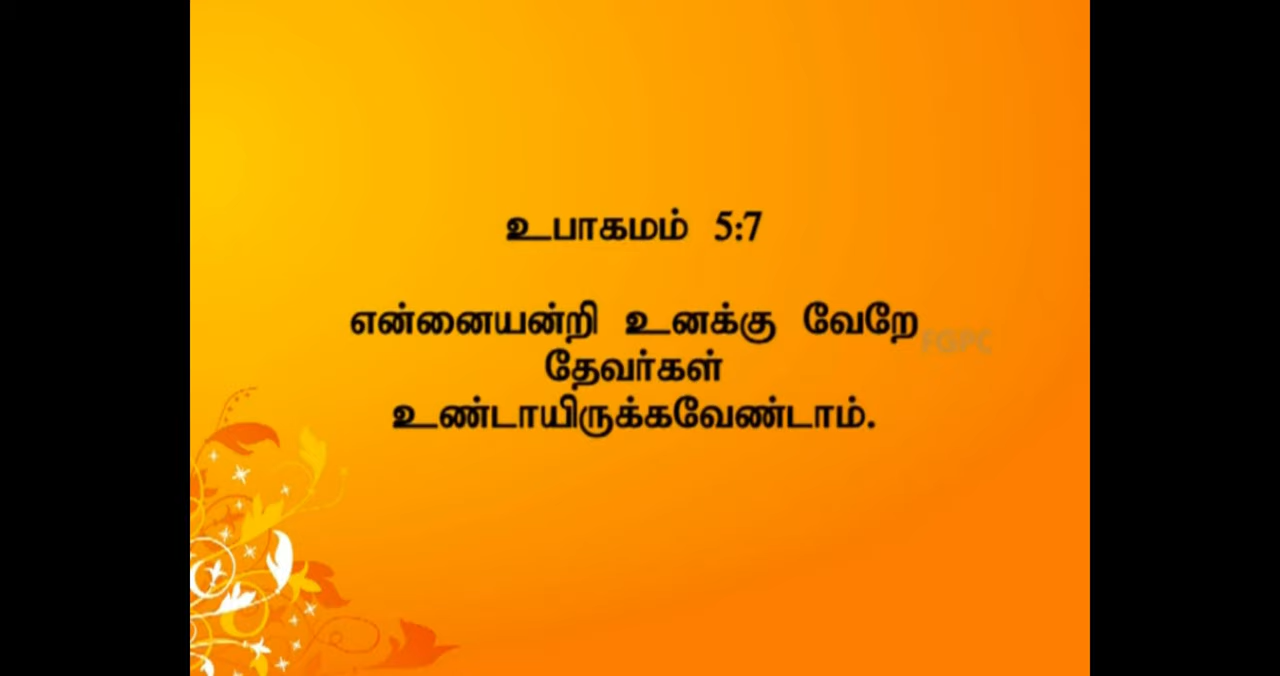 உபாகமம் 5:7
என்னையன்றி உனக்கு வேறே
FGPC
தேவர்கள்
உண்டாயிருக்கவேண்டாம்.